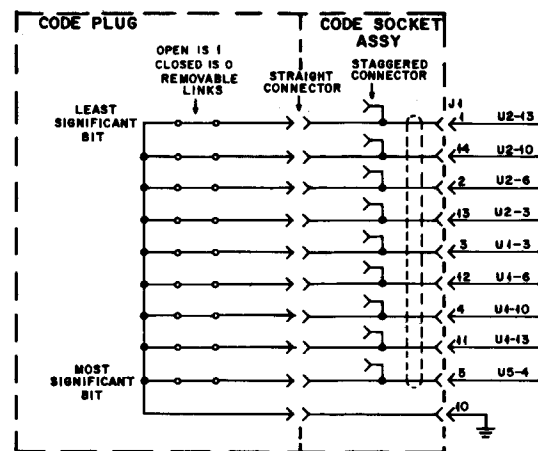 CODE PLUG
CODE SOCKET
ASSY
OPEN IS 1
CLOSED IS 0
REMOVABLE
LINKS
STRAIGHT
CONNECTOR
STAGGERED
CONNECTOR
LEAST
SIGNIFICANT
BIT
J1
1 U2-13
14 U2-10
2 U2-6
13 U2-3
3 U1-3
12 U1-6
4 U1-10
11 U1-13
5 U5-4
10
MOST
SIGNIFICANT
BIT